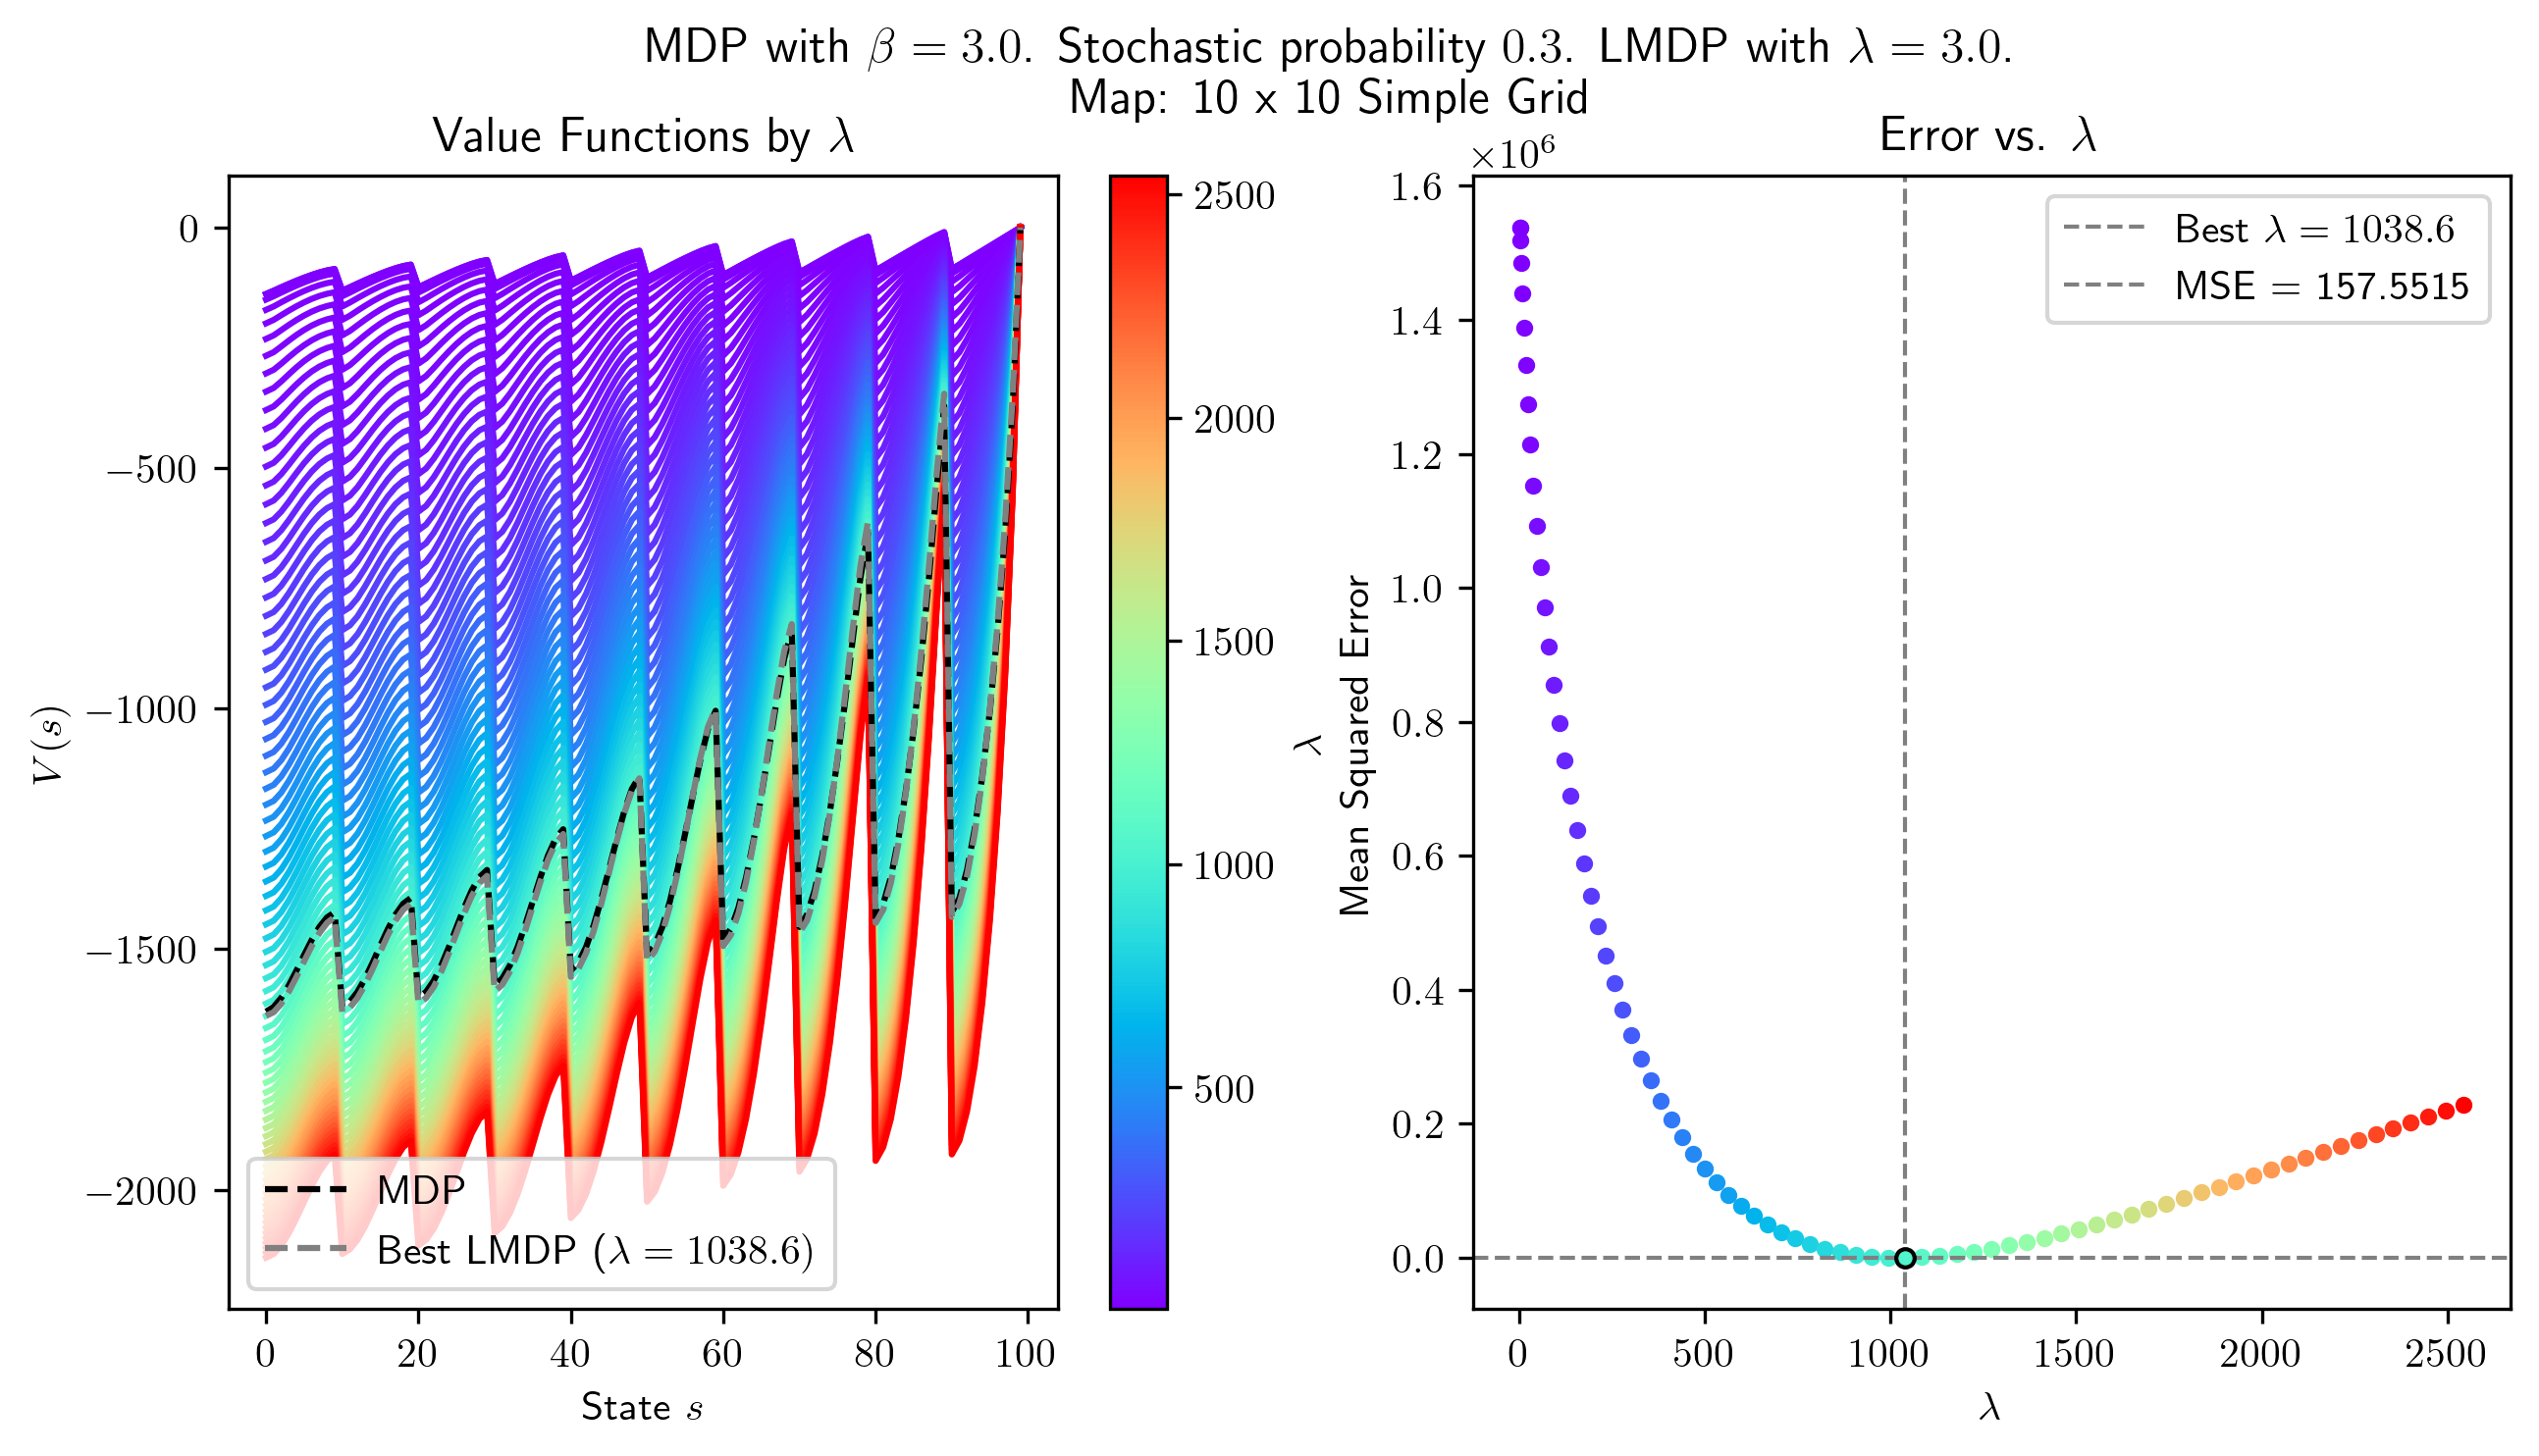 MDP with β = 3.0. Stochastic probability 0.3. LMDP with λ = 3.0.
Map: 10 x 10 Simple Grid
Value Functions by λ
V(s)
0
−500
−1000
−1500
−2000
MDP
Best LMDP (λ = 1038.6)
0 20 40 60 80 100
State s
2500
2000
1500
1000
500
λ
Error vs. λ
×10⁶
Mean Squared Error
1.6
1.4
1.2
1.0
0.8
0.6
0.4
0.2
0.0
Best λ = 1038.6
MSE = 157.5515
0 500 1000 1500 2000 2500
λ